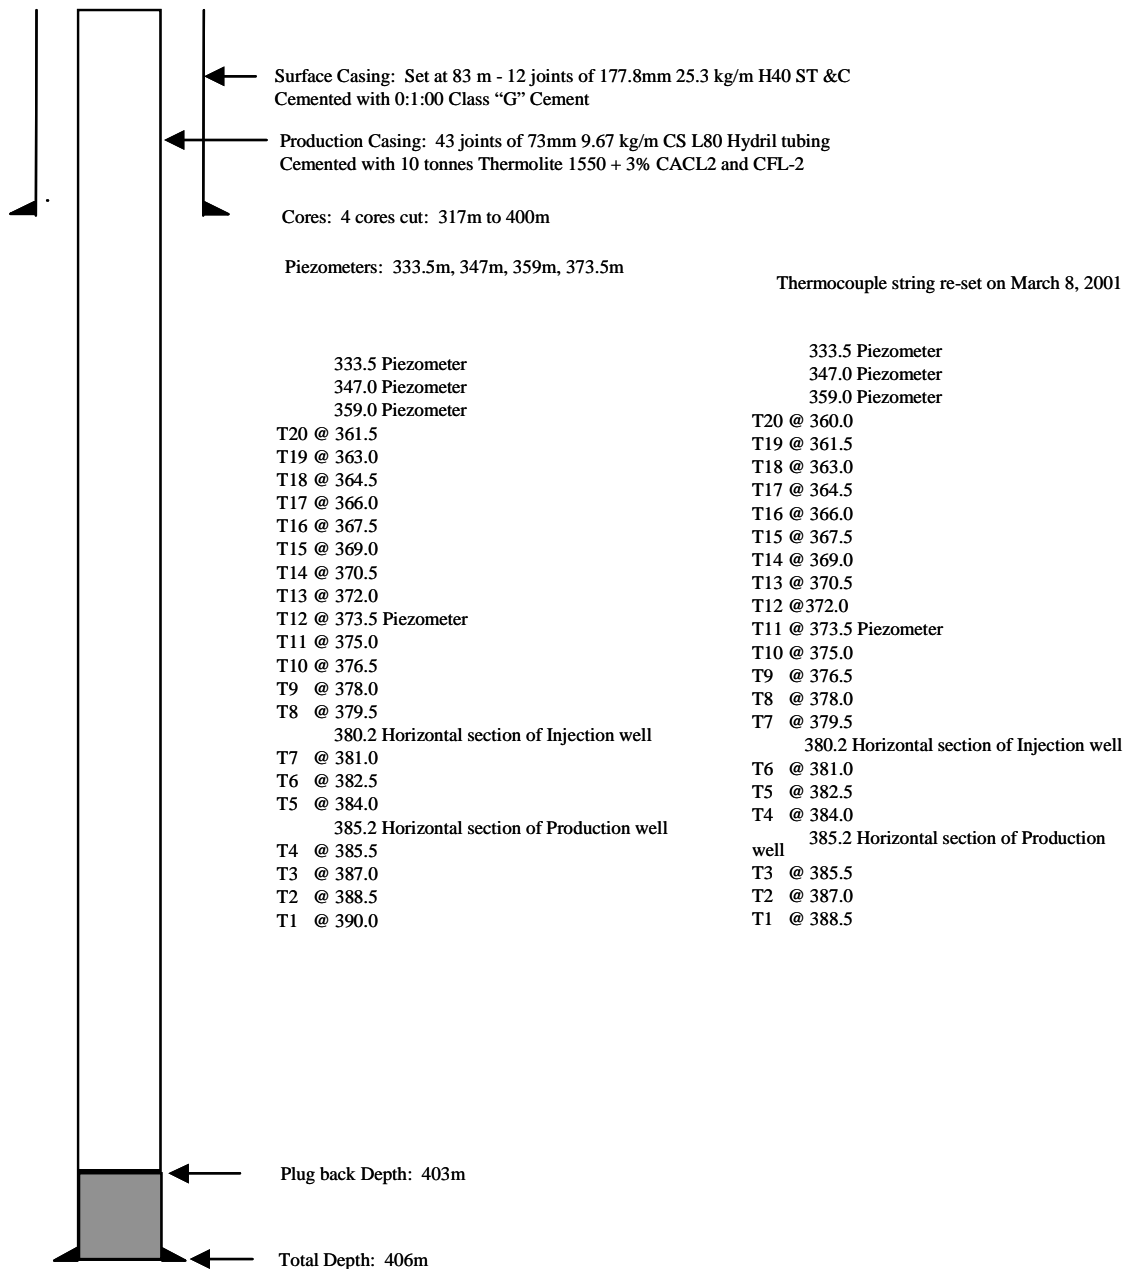 Surface Casing: Set at 83 m - 12 joints of 177.8mm 25.3 kg/m H40 ST &C
Cemented with 0:1:00 Class “G” Cement
Production Casing: 43 joints of 73mm 9.67 kg/m CS L80 Hydril tubing
Cemented with 10 tonnes Thermolite 1550 + 3% CACL2 and CFL-2
Cores: 4 cores cut: 317m to 400m
Piezometers: 333.5m, 347m, 359m, 373.5m
333.5 Piezometer
347.0 Piezometer
359.0 Piezometer
T20 @ 361.5
T19 @ 363.0
T18 @ 364.5
T17 @ 366.0
T16 @ 367.5
T15 @ 369.0
T14 @ 370.5
T13 @ 372.0
T12 @ 373.5 Piezometer
T11 @ 375.0
T10 @ 376.5
T9 @ 378.0
T8 @ 379.5
380.2 Horizontal section of Injection well
T7 @ 381.0
T6 @ 382.5
T5 @ 384.0
385.2 Horizontal section of Production well
T4 @ 385.5
T3 @ 387.0
T2 @ 388.5
T1 @ 390.0
Thermocouple string re-set on March 8, 2001
333.5 Piezometer
347.0 Piezometer
359.0 Piezometer
T20 @ 360.0
T19 @ 361.5
T18 @ 363.0
T17 @ 364.5
T16 @ 366.0
T15 @ 367.5
T14 @ 369.0
T13 @ 370.5
T12 @372.0
T11 @ 373.5 Piezometer
T10 @ 375.0
T9 @ 376.5
T8 @ 378.0
T7 @ 379.5
380.2 Horizontal section of Injection well
T6 @ 381.0
T5 @ 382.5
T4 @ 384.0
385.2 Horizontal section of Production
well
T3 @ 385.5
T2 @ 387.0
T1 @ 388.5
Plug back Depth: 403m
Total Depth: 406m